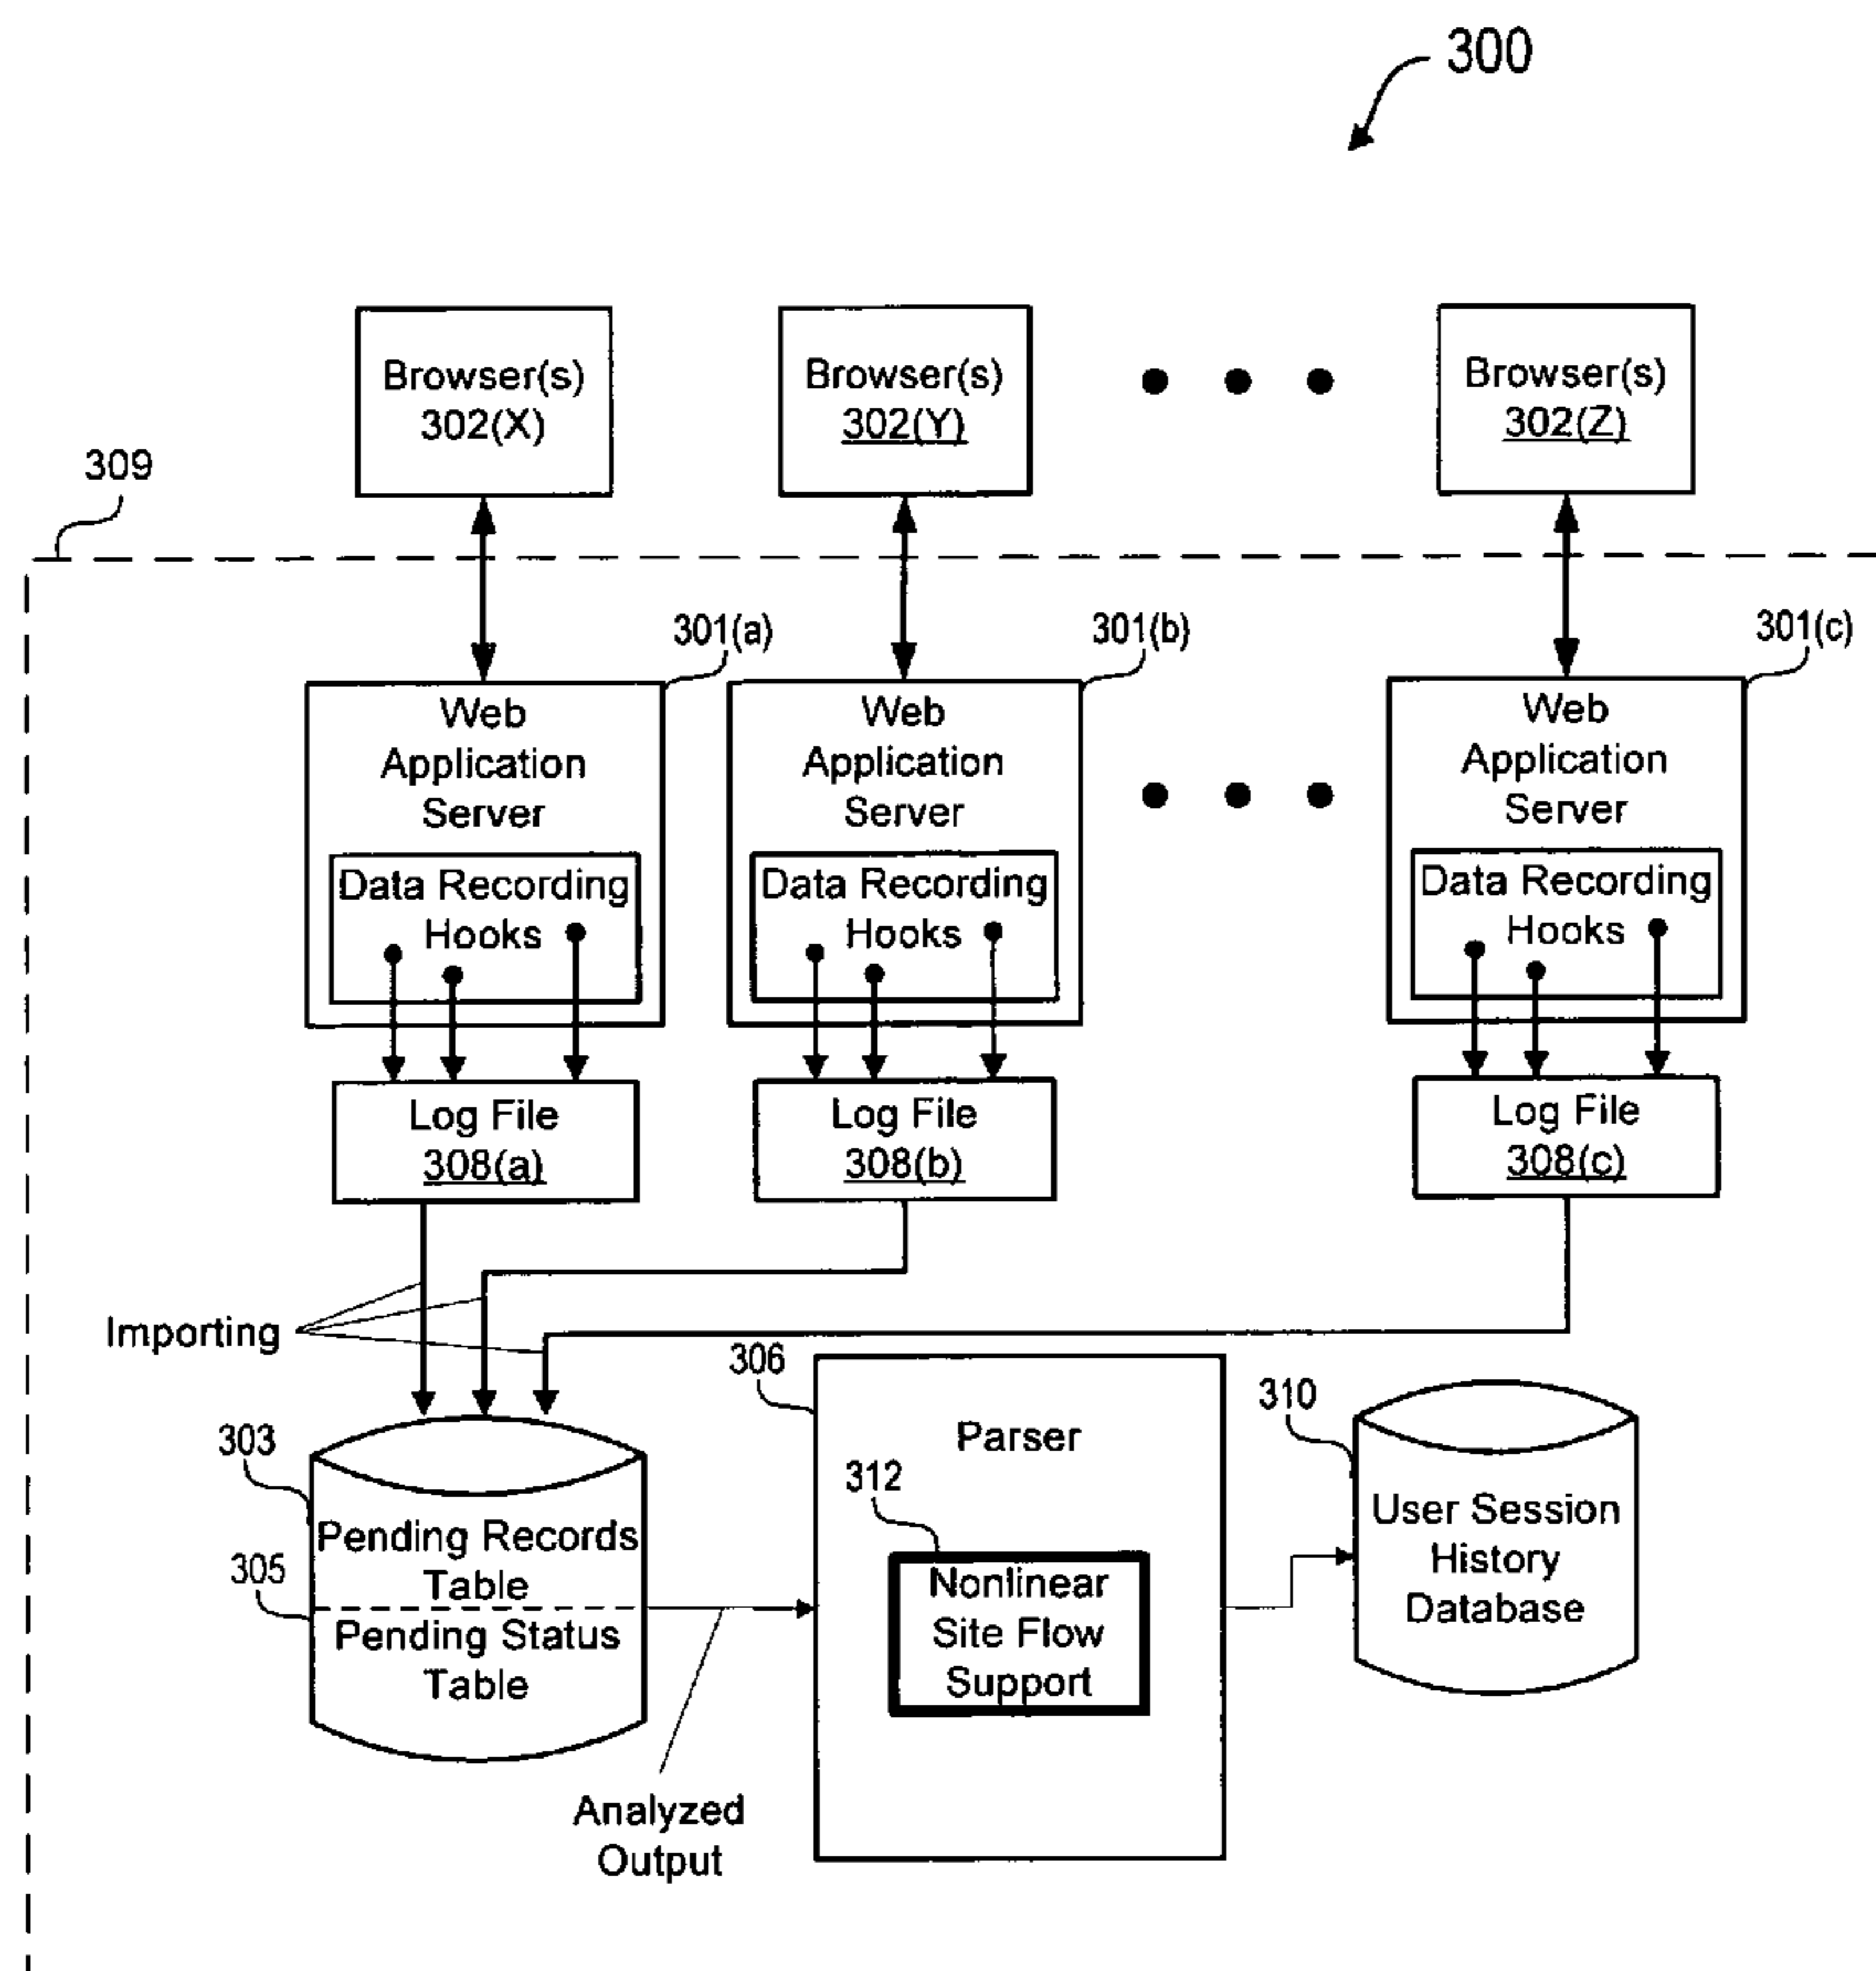 300
Browser(s)
302(X)
Browser(s)
302(Y)
Browser(s)
302(Z)
309
301(a)
301(b)
301(c)
Web
Application
Server
Data Recording
Hooks
Web
Application
Server
Data Recording
Hooks
Web
Application
Server
Data Recording
Hooks
Log File
308(a)
Log File
308(b)
Log File
308(c)
Importing
303
Pending Records
Table
305
Pending Status
Table
Analyzed
Output
306
Parser
312
Nonlinear
Site Flow
Support
310
User Session
History
Database